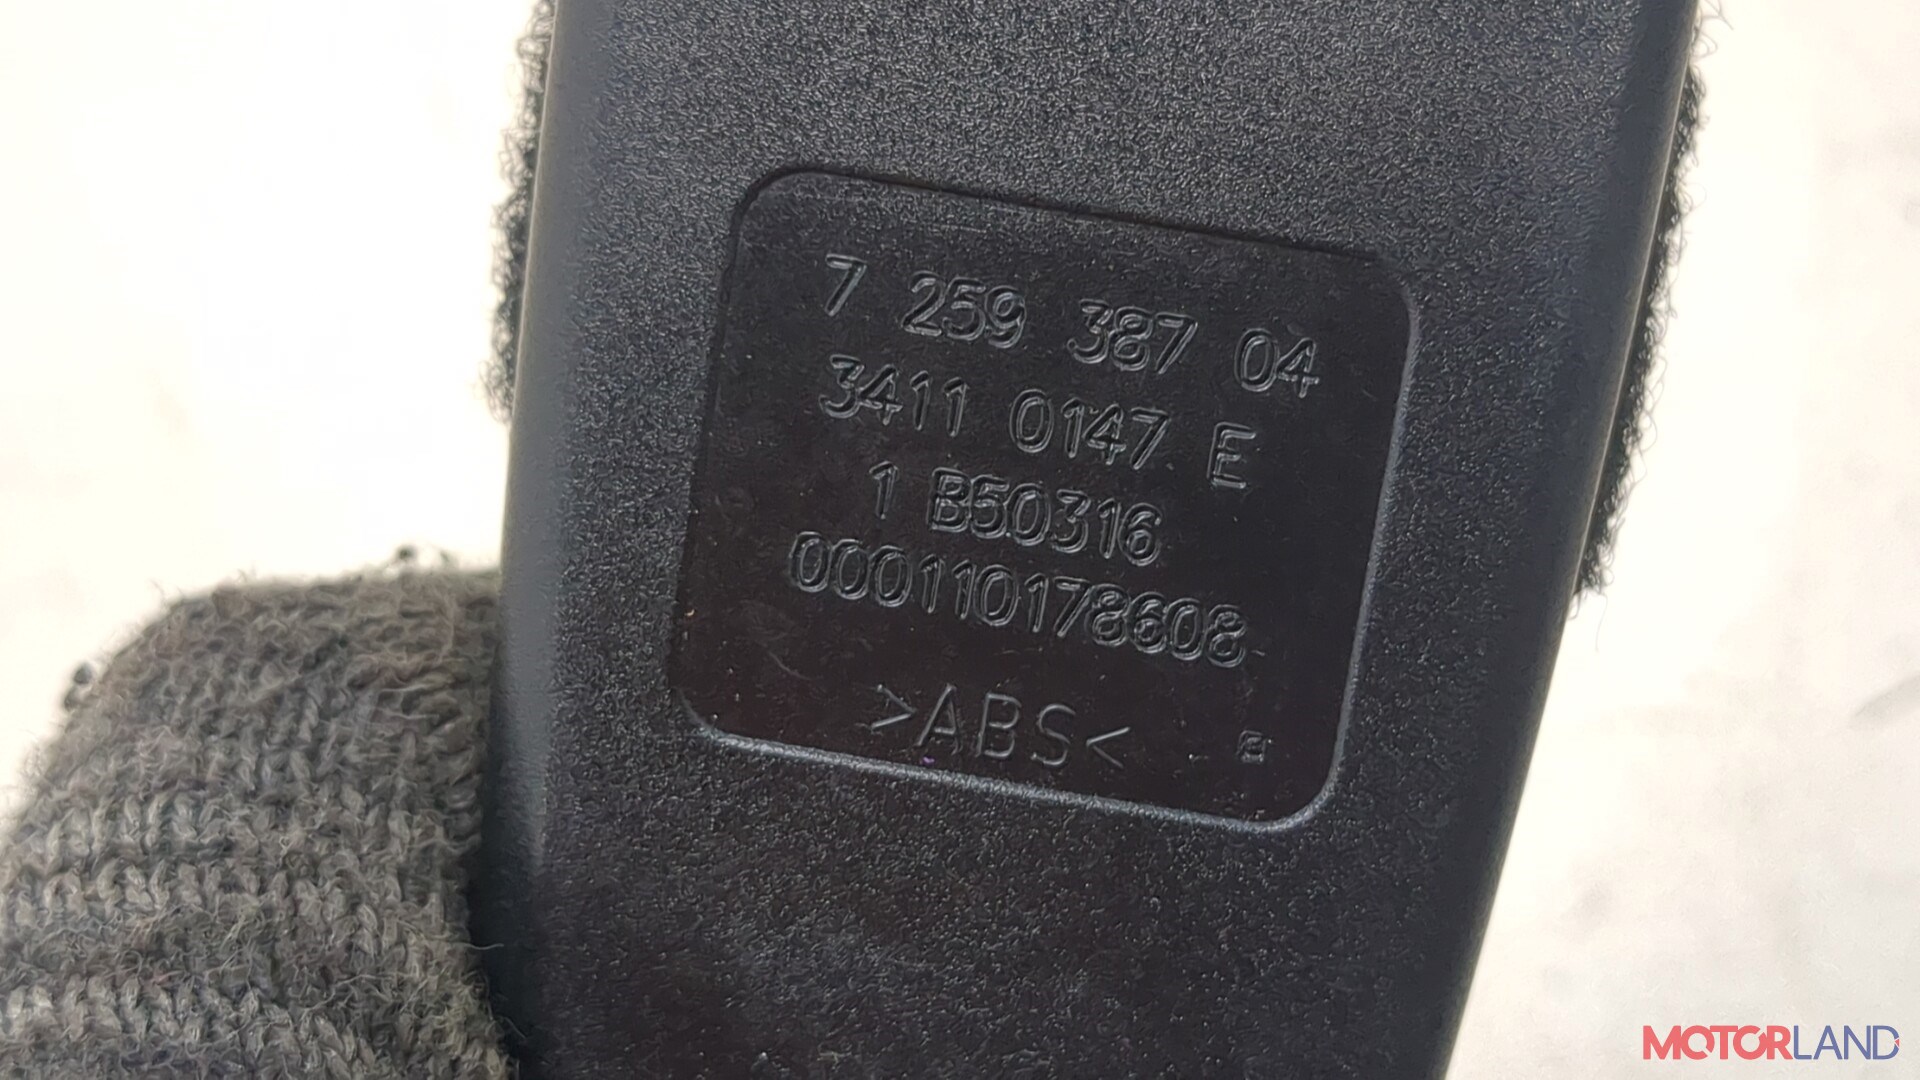 7 259 387 04
3411 0147 E
1 B50316
000110178608
>ABS<
MOTORLAND